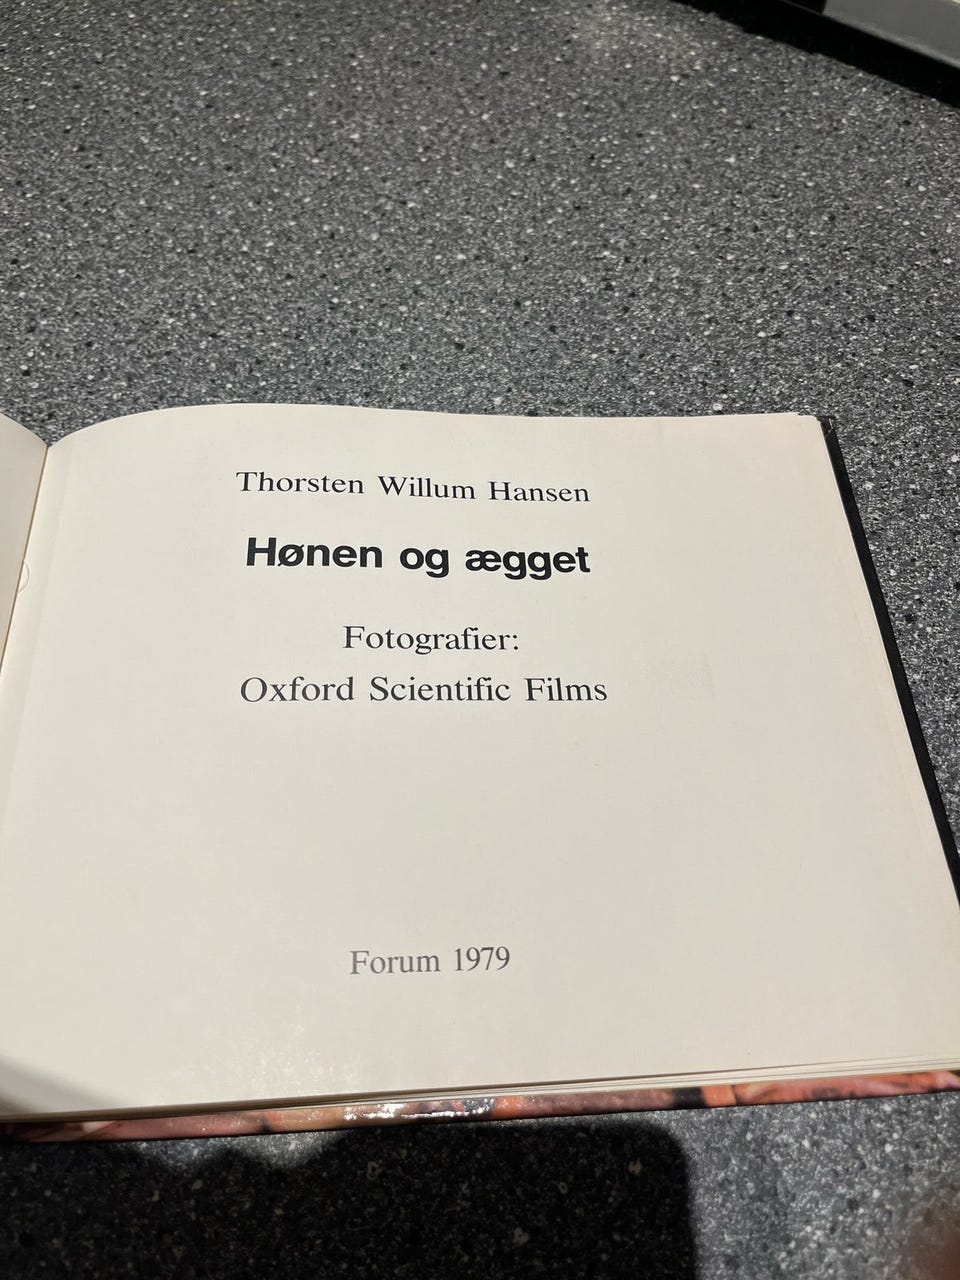 Thorsten Willum Hansen
Hønen og ægget
Fotografier:
Oxford Scientific Films
Forum 1979